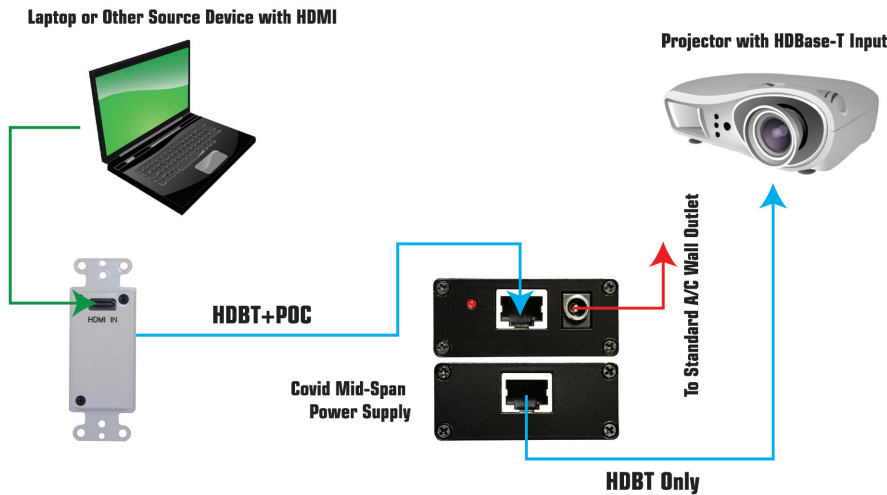 Laptop or Other Source Device with HDMI
Projector with HDBase-T Input
HDMI IN
HDBT+POC
To Standard A/C Wall Outlet
Covid Mid-Span
Power Supply
HDBT Only